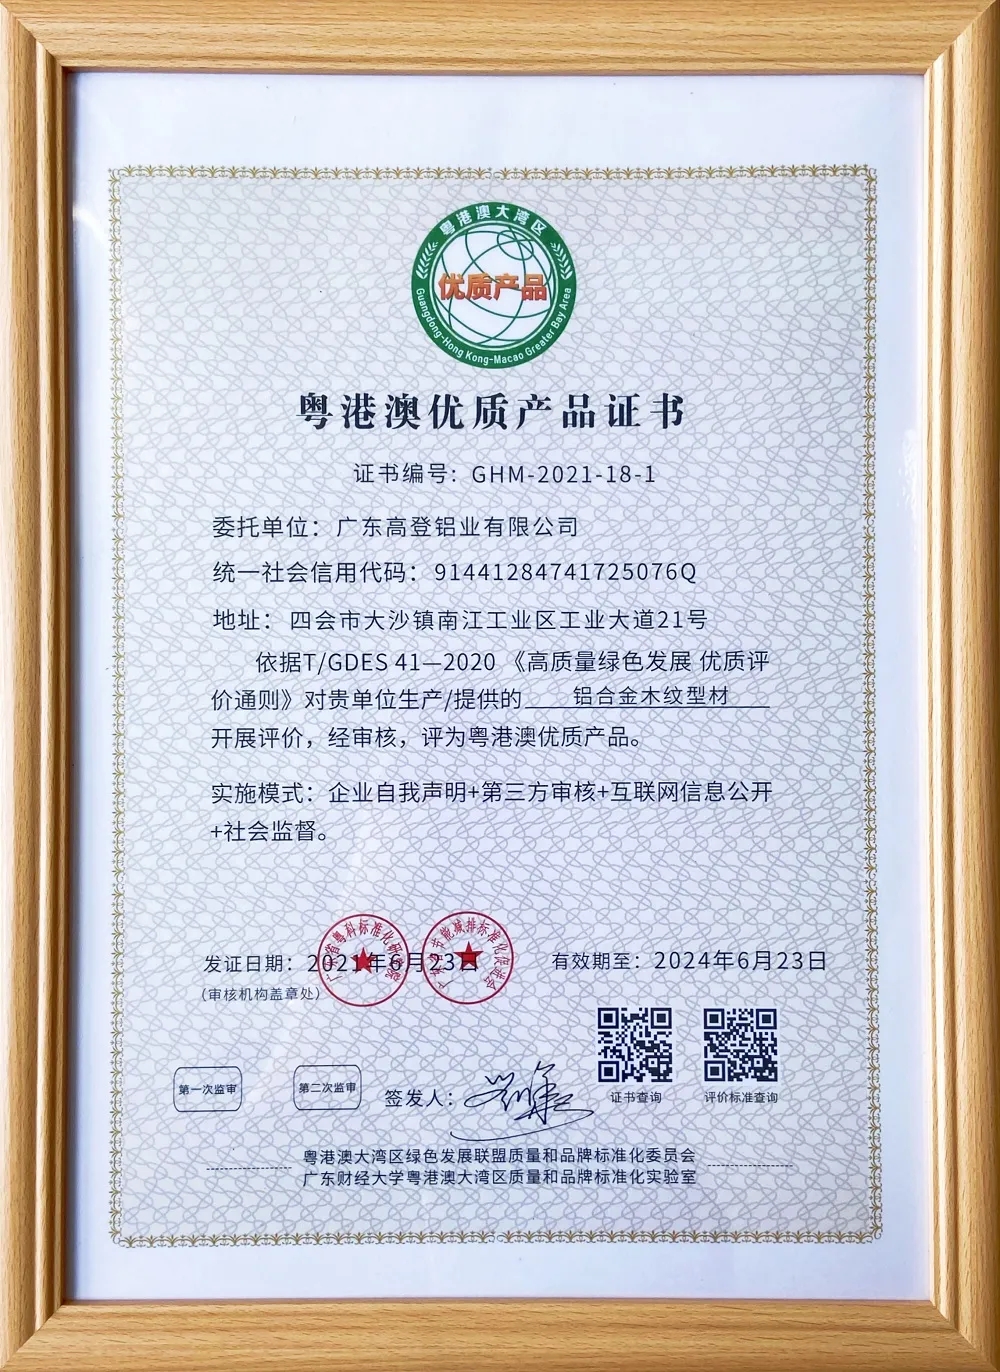 粤港澳大湾区
优质产品
Guangdong-Hong Kong-Macao Greater Bay Area
粤港澳优质产品证书
证书编号: GHM-2021-18-1
委托单位: 广东高登铝业有限公司
统一社会信用代码: 91441284741725076Q
地址: 四会市大沙镇南江工业区工业大道21号
依据T/GDES 41—2020 《高质量绿色发展 优质评
价通则》对贵单位生产/提供的 铝合金木纹型材
开展评价，经审核，评为粤港澳优质产品。
实施模式: 企业自我声明+第三方审核+互联网信息公开
+社会监督。
发证日期: 2021年6月23日
有效期至: 2024年6月23日
(审核机构盖章处)
第一次监审
第二次监审
签发人:
证书查询
评价标准查询
粤港澳大湾区绿色发展联盟质量和品牌标准化委员会
广东财经大学粤港澳大湾区质量和品牌标准化实验室